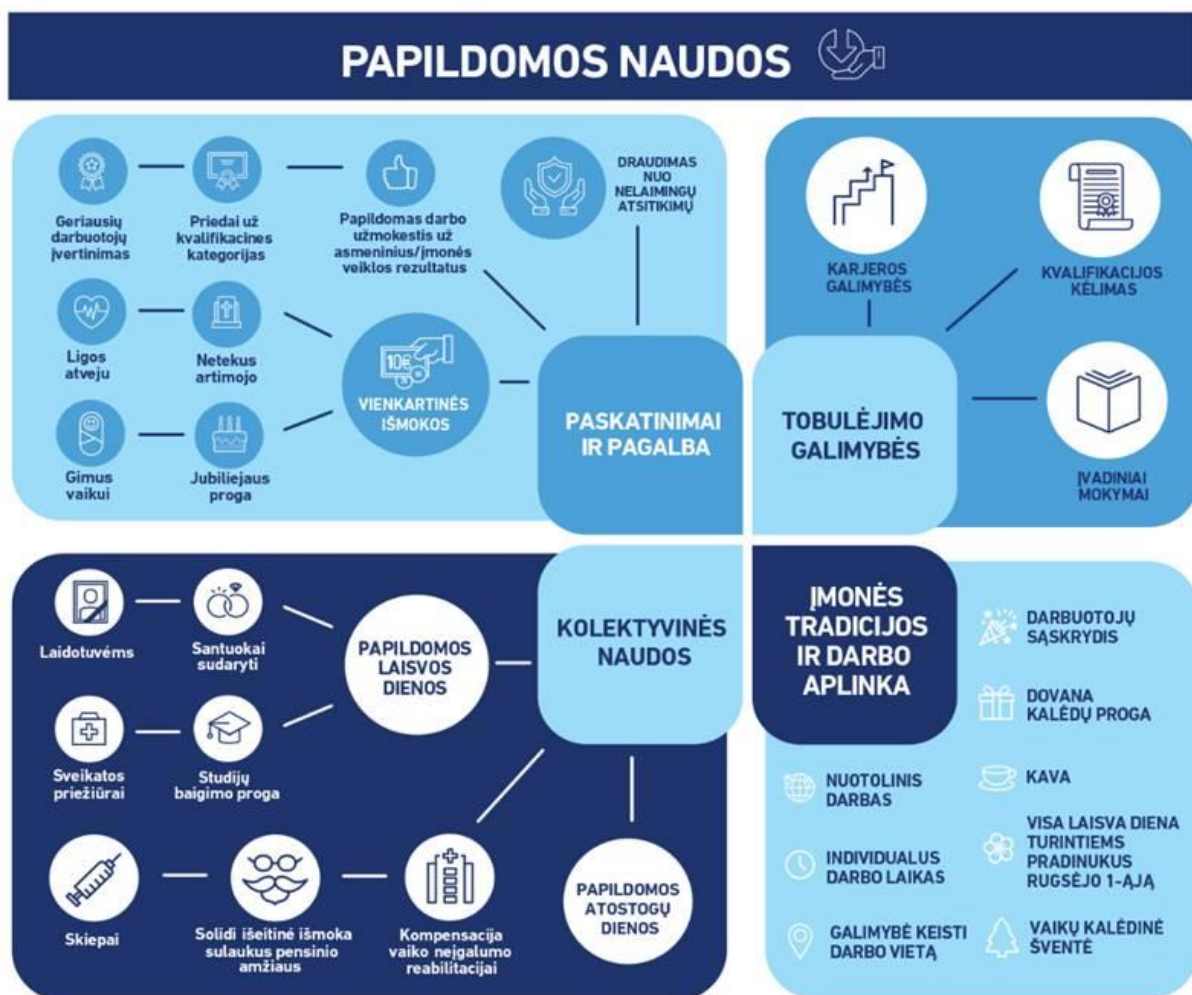 PAPILDOMOS NAUDOS
Geriausių
darbuotojų
įvertinimas
Priedai už
kvalifikacines
kategorijas
Papildomas darbo
užmokestis už
asmeninius/įmonės
veiklos rezultatus
DRAUDIMAS
NUO
NELAIMINGŲ
ATSITIKIMŲ
Ligos
atveju
Netekus
artimojo
10€
VIENKARTINĖS
IŠMOKOS
Gimus
vaikui
Jubiliejaus
proga
PASKATINIMAI
IR PAGALBA
KARJEROS
GALIMYBĖS
KVALIFIKACIJOS
KĖLIMAS
TOBULĖJIMO
GALIMYBĖS
ĮVADINIAI
MOKYMAI
Laidotuvėms
Santuokai
sudaryti
PAPILDOMOS
LAISVOS
DIENOS
KOLEKTYVINĖS
NAUDOS
Sveikatos
priežiūrai
Studijų
baigimo proga
Skiepai
Solidi išeitinė išmoka
sulaukus pensinio
amžiaus
Kompensacija
vaiko neįgalumo
reabilitacijai
PAPILDOMOS
ATOSTOGŲ
DIENOS
ĮMONĖS
TRADICIJOS
IR DARBO
APLINKA
DARBUOTOJŲ
SĄSKRYDIS
DOVANA
KALĖDŲ PROGA
NUOTOLINIS
DARBAS
KAVA
INDIVIDUALUS
DARBO LAIKAS
VISA LAISVA DIENA
TURINTIEMS
PRADINUKUS
RUGSĖJO 1-ĄJĄ
GALIMYBĖ KEISTI
DARBO VIETĄ
VAIKŲ KALĖDINĖ
ŠVENTĖ